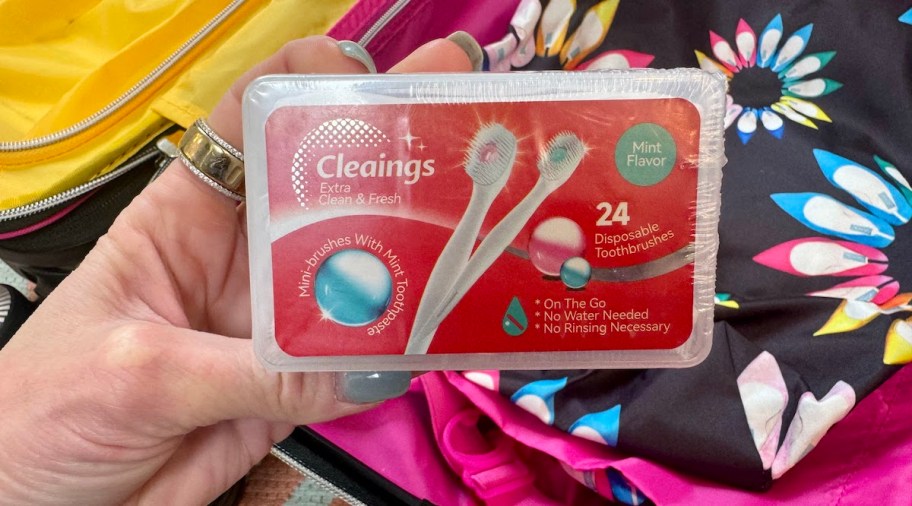 Cleaings
Extra
Clean & Fresh
Mint
Flavor
24
Disposable
Toothbrushes
Mini-brushes With Mint Toothpaste
* On The Go
* No Water Needed
* No Rinsing Necessary